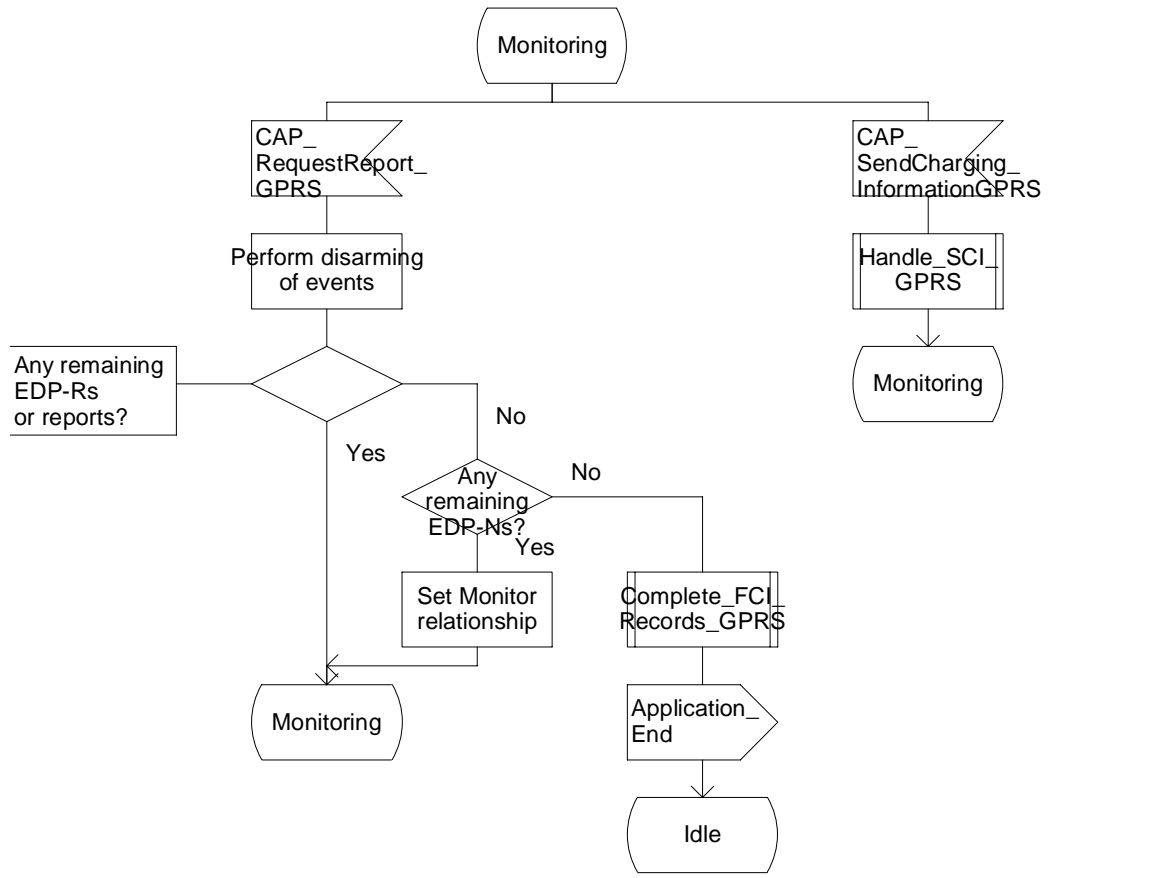 Monitoring
CAP_
RequestReport_
GPRS
CAP_
SendCharging_
InformationGPRS
Perform disarming
of events
Handle_SCI_
GPRS
Any remaining
EDP-Rs
or reports?
Monitoring
No
Yes
Any
remaining
EDP-Ns?
No
Yes
Set Monitor
relationship
Complete_FCI_
Records_GPRS
Monitoring
Application_
End
Idle